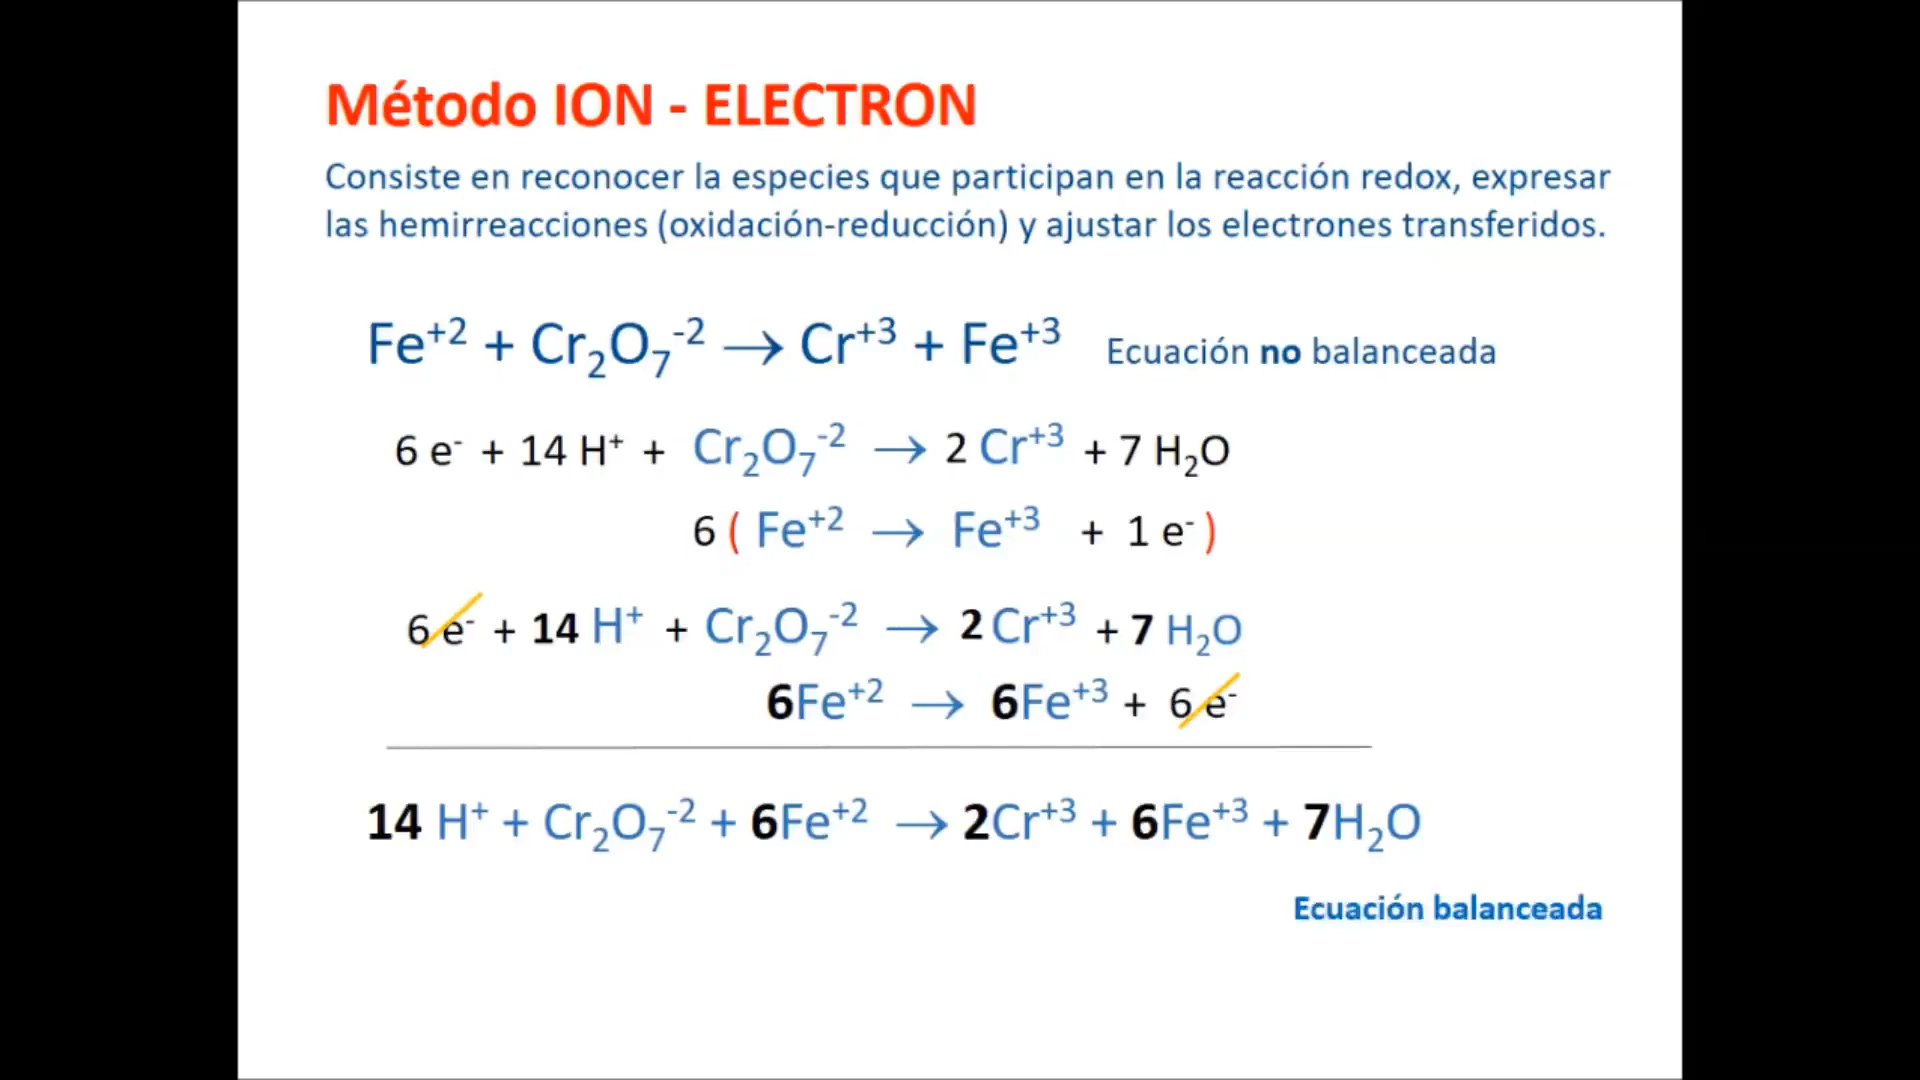 Método ION - ELECTRON
Consiste en reconocer la especies que participan en la reacción redox, expresar
las hemirreacciones (oxidación-reducción) y ajustar los electrones transferidos.
Fe⁺² + Cr₂O₇⁻² → Cr⁺³ + Fe⁺³ Ecuación no balanceada
6 e⁻ + 14 H⁺ + Cr₂O₇⁻² → 2 Cr⁺³ + 7 H₂O
6 ( Fe⁺² → Fe⁺³ + 1 e⁻ )
6 e⁻ + 14 H⁺ + Cr₂O₇⁻² → 2 Cr⁺³ + 7 H₂O
6Fe⁺² → 6Fe⁺³ + 6 e⁻
14 H⁺ + Cr₂O₇⁻² + 6Fe⁺² → 2Cr⁺³ + 6Fe⁺³ + 7H₂O
Ecuación balanceada